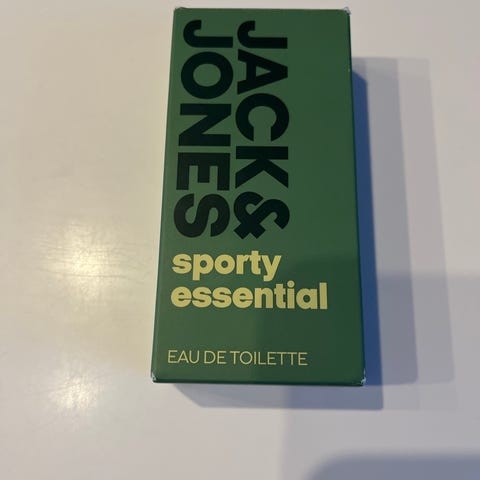 JACK&
JONES
sporty
essential
EAU DE TOILETTE